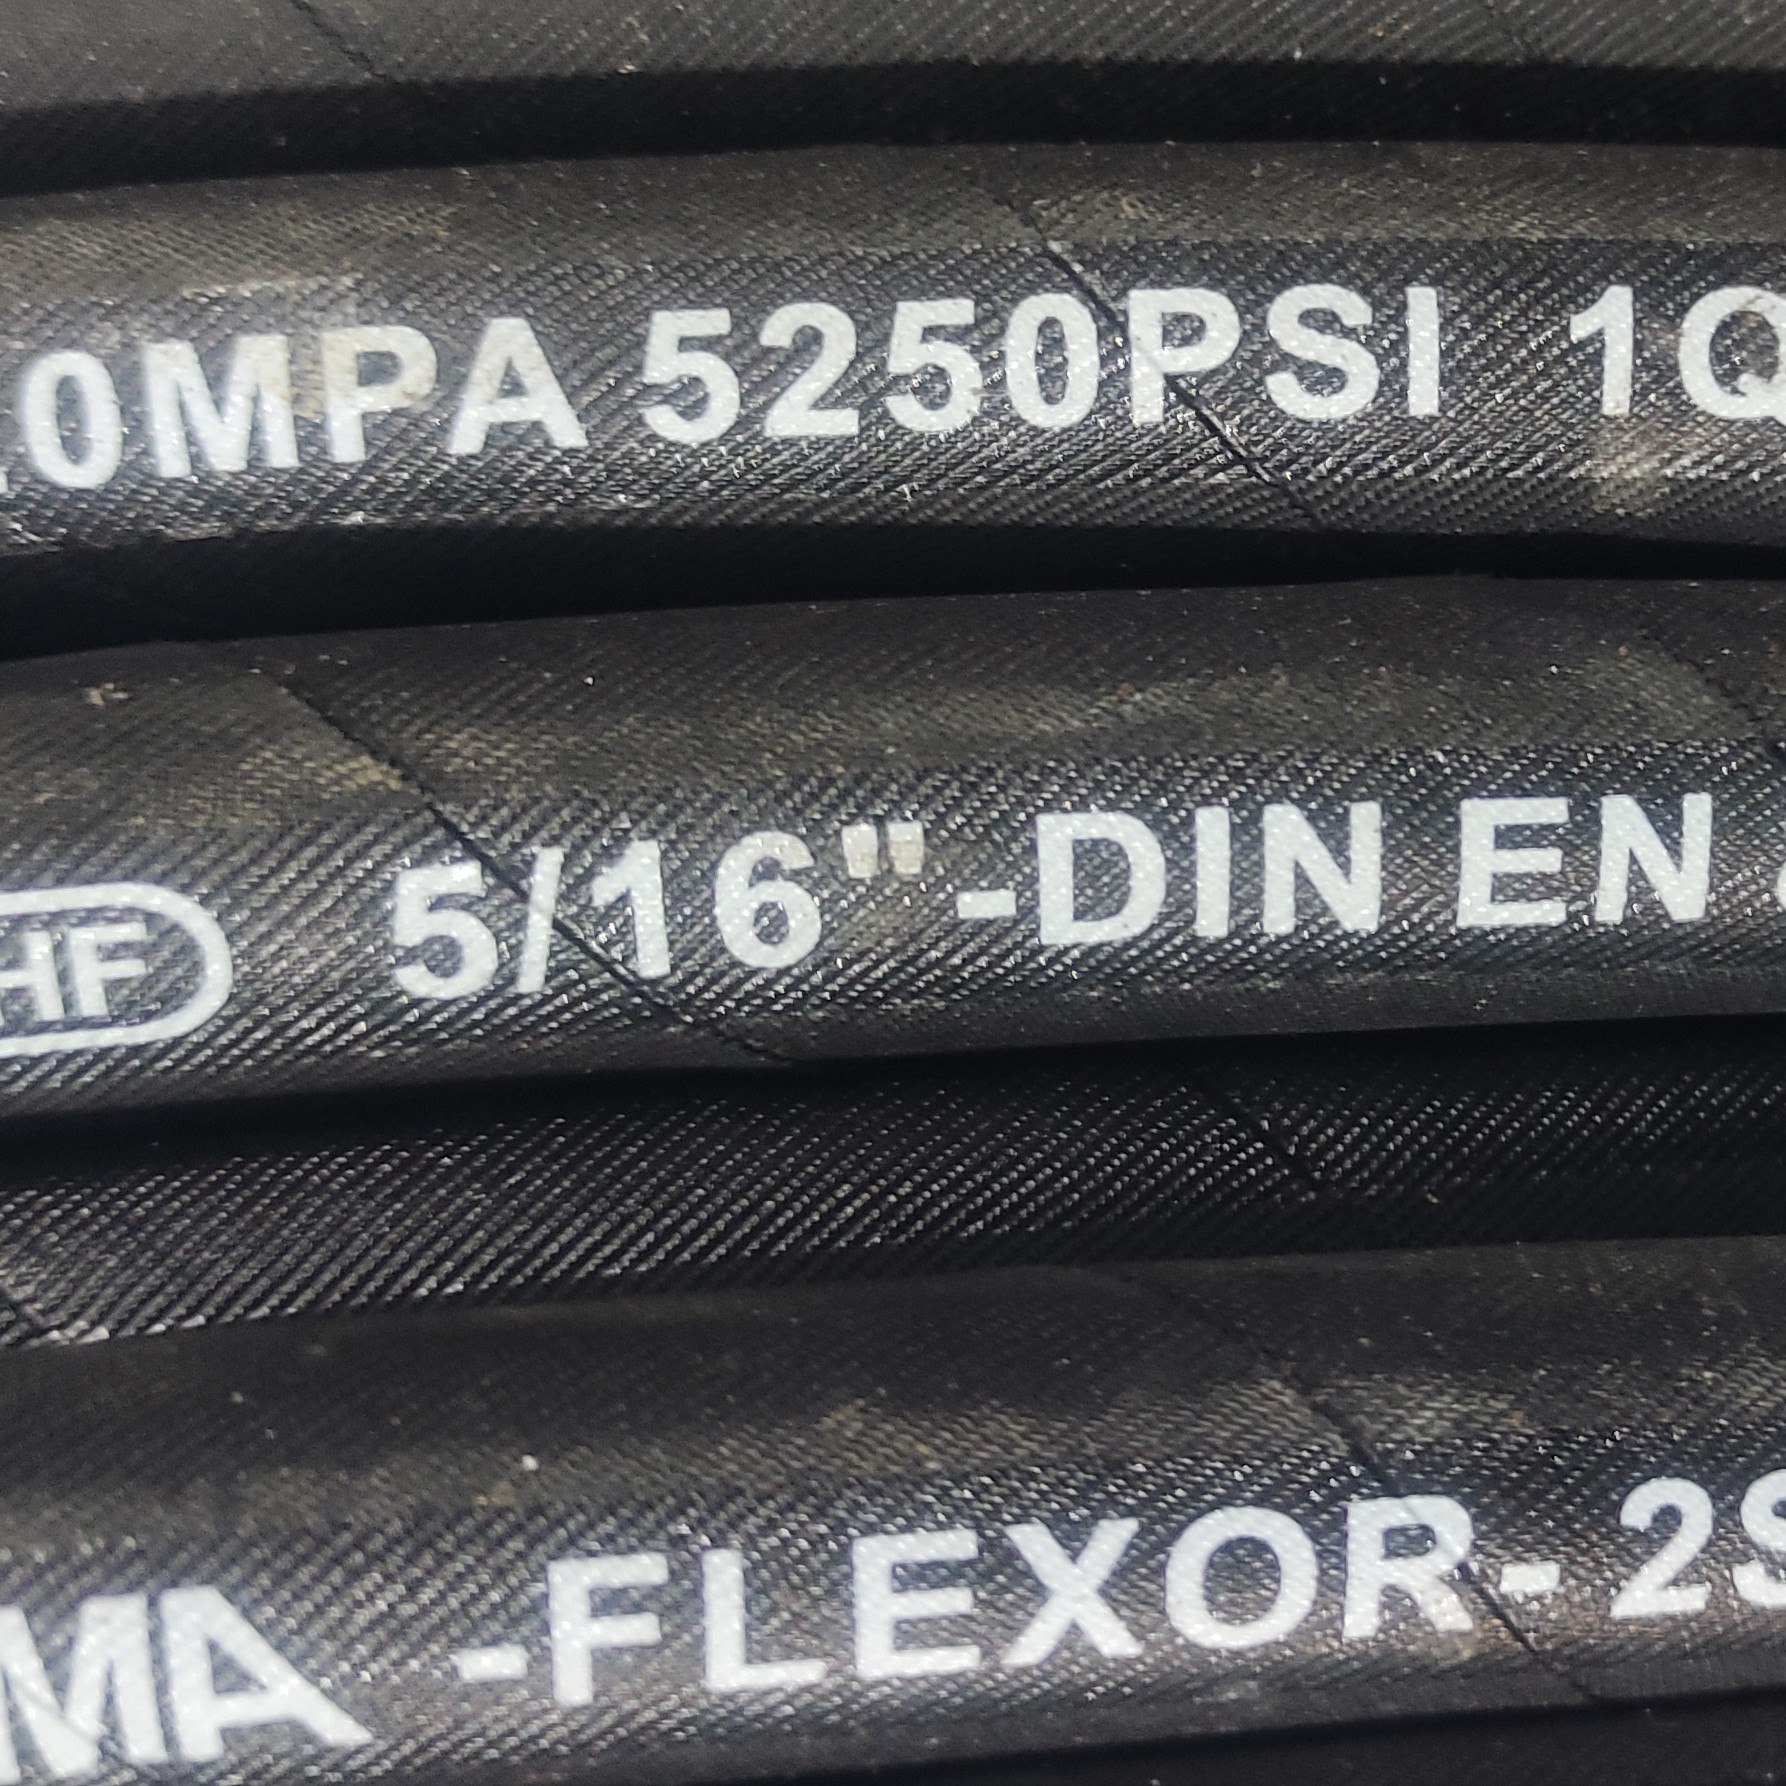 .0MPA 5250PSI 1Q
HF 5/16"-DIN EN
MA -FLEXOR- 2S